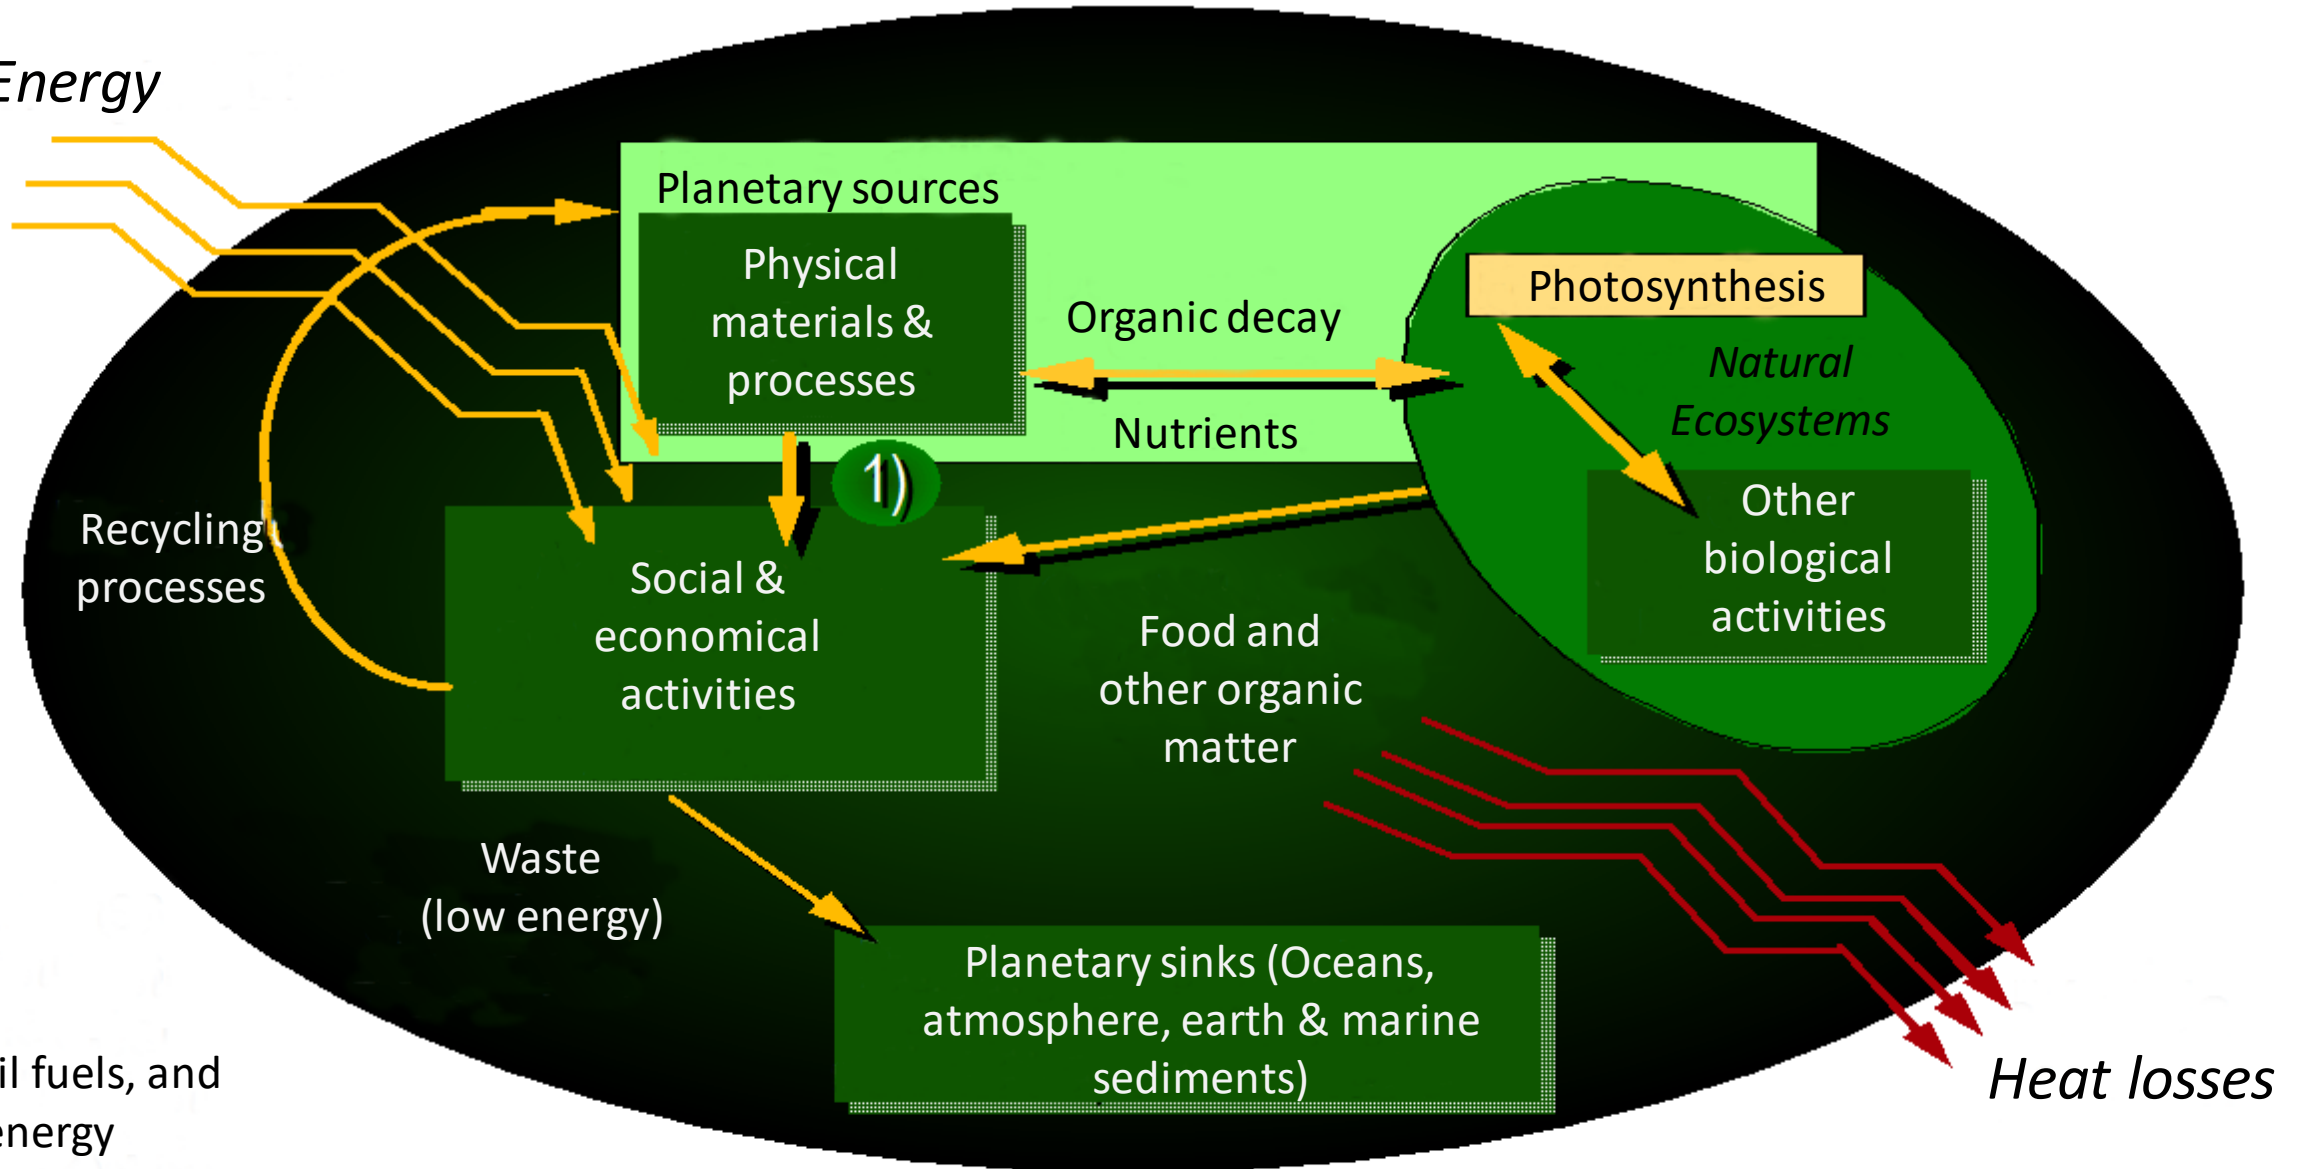 Energy
Planetary sources
Physical
materials &
processes
Organic decay
Nutrients
Photosynthesis
Natural
Ecosystems
Other
biological
activities
1)
Recycling
processes
Social &
economical
activities
Food and
other organic
matter
Waste
(low energy)
Planetary sinks (Oceans,
atmosphere, earth & marine
sediments)
il fuels, and
energy
Heat losses